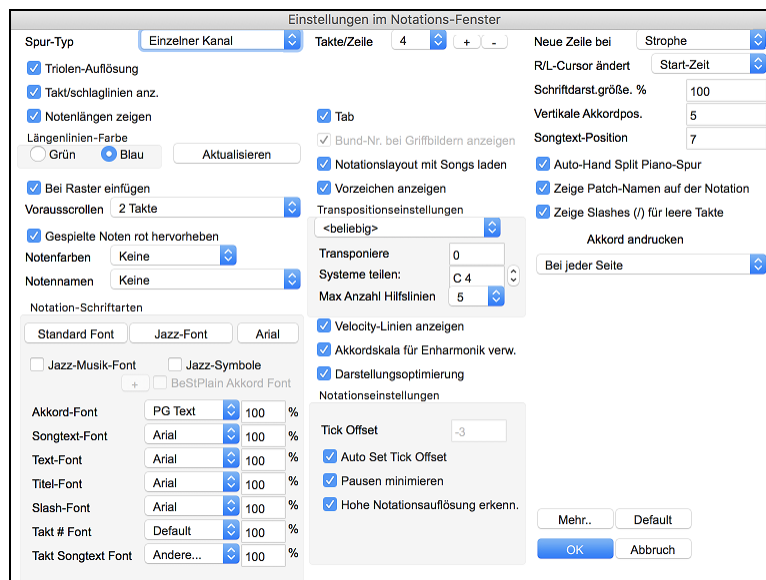 Einstellungen im Notations-Fenster
Spur-Typ Einzelner Kanal
Triolen-Auflösung
Takt/schlaglinien anz.
Notenlängen zeigen
Längenlinien-Farbe
Grün Blau Aktualisieren
Bei Raster einfügen
Vorausscrollen 2 Takte
Gespielte Noten rot hervorheben
Notenfarben Keine
Notennamen Keine
Notation-Schriftarten
Standard Font Jazz-Font Arial
Jazz-Musik-Font Jazz-Symbole
+ BeStPlain Akkord Font
Akkord-Font PG Text 100 %
Songtext-Font Arial 100 %
Text-Font Arial 100 %
Titel-Font Arial 100 %
Slash-Font Arial 100 %
Takt # Font Default 100 %
Takt Songtext Font Andere... 100 %
Takte/Zeile 4 + -
Tab
Bund-Nr. bei Griffbildern anzeigen
Notationslayout mit Songs laden
Vorzeichen anzeigen
Transpositionseinstellungen
<beliebig>
Transponiere 0
Systeme teilen: C 4
Max Anzahl Hilfslinien 5
Velocity-Linien anzeigen
Akkordskala für Enharmonik verw.
Darstellungsoptimierung
Notationseinstellungen
Tick Offset -3
Auto Set Tick Offset
Pausen minimieren
Hohe Notationsauflösung erkenn.
Neue Zeile bei Strophe
R/L-Cursor ändert Start-Zeit
Schriftdarst.größe. % 100
Vertikale Akkordpos. 5
Songtext-Position 7
Auto-Hand Split Piano-Spur
Zeige Patch-Namen auf der Notation
Zeige Slashes (/) für leere Takte
Akkord andrucken
Bei jeder Seite
Mehr.. Default
OK Abbruch